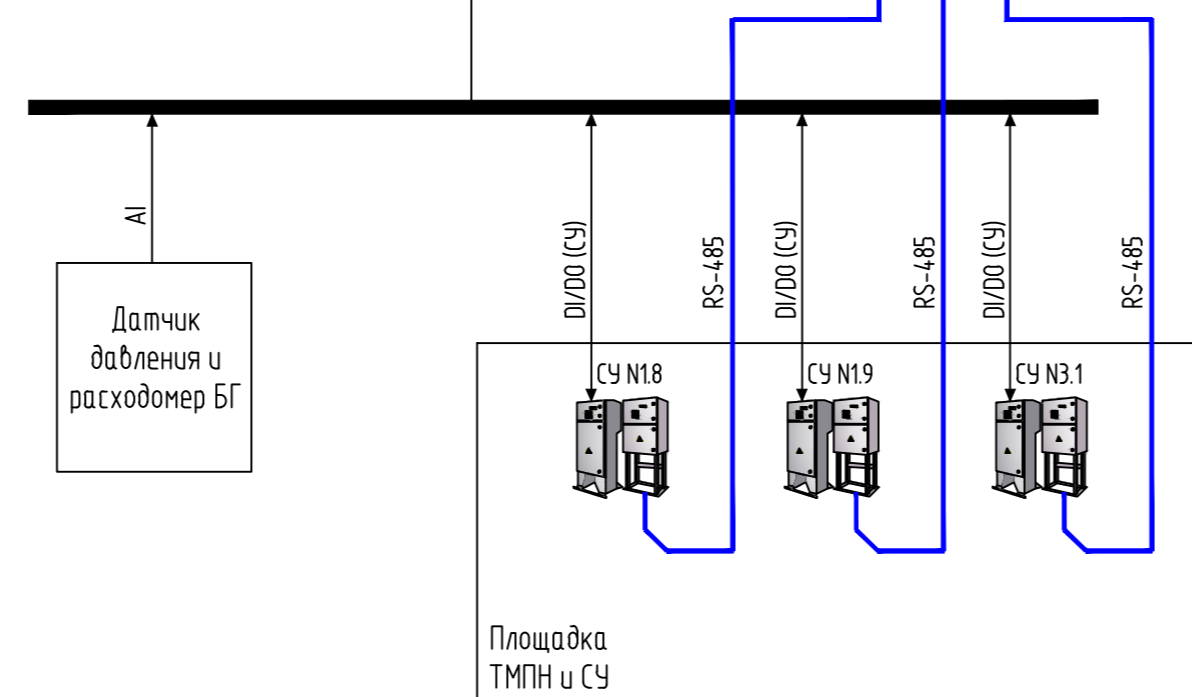 AI
Датчик
давления и
расходомер БГ
DI/DO (СУ)
RS-485
DI/DO (СУ)
RS-485
DI/DO (СУ)
RS-485
СУ N1.8
СУ N1.9
СУ N3.1
Площадка
ТМПН и СУ